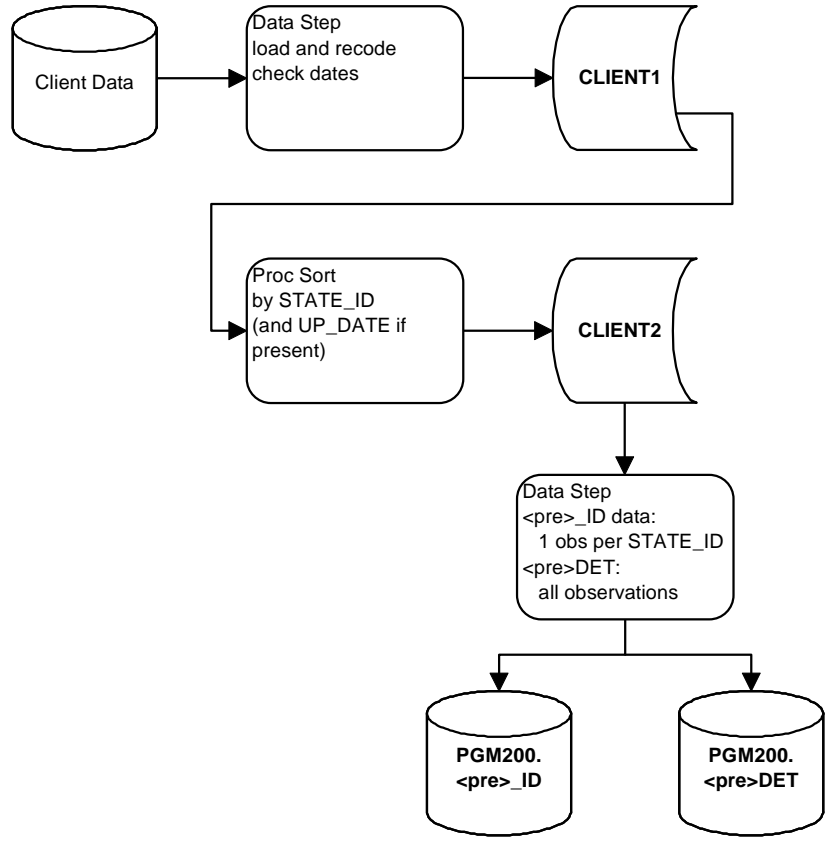 Client Data
Data Step
load and recode
check dates
CLIENT1
Proc Sort
by STATE_ID
(and UP_DATE if
present)
CLIENT2
Data Step
<pre>_ID data:
1 obs per STATE_ID
<pre>DET:
all observations
PGM200.
<pre>_ID
PGM200.
<pre>DET